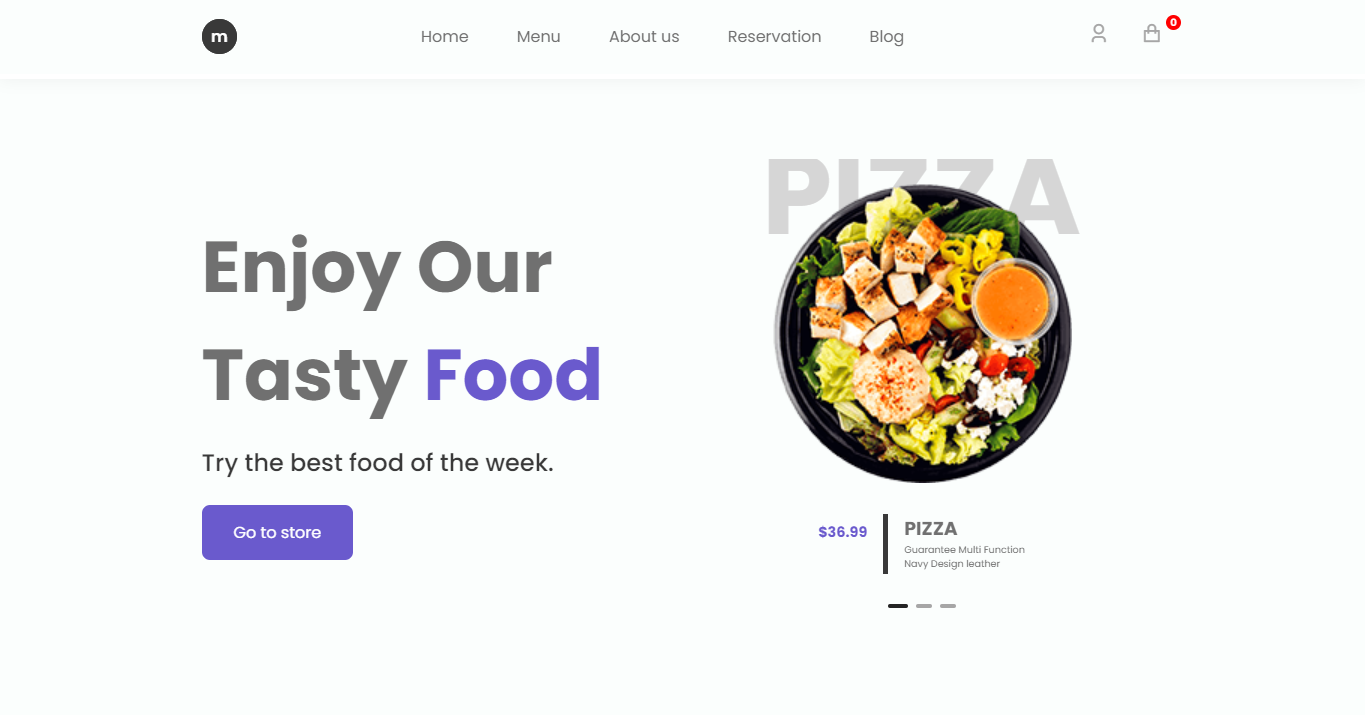 m
Home
Menu
About us
Reservation
Blog
0
Enjoy Our
Tasty Food
Try the best food of the week.
Go to store
PIZZA
$36.99
PIZZA
Guarantee Multi Function
Navy Design leather